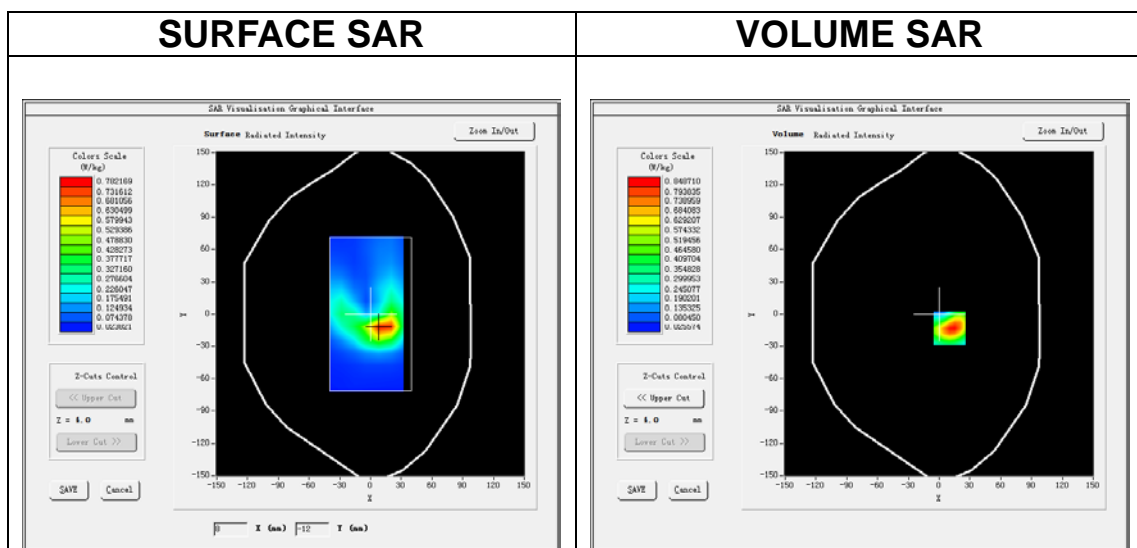 SURFACE SAR
SAR Visualisation Graphical Interface
Surface Radiated Intensity
Zoom In/Out
Colors Scale
(W/kg)
0.782169
0.731612
0.681056
0.630499
0.579943
0.529386
0.478830
0.428273
0.377717
0.327160
0.276604
0.226047
0.175491
0.124934
0.074378
0.023821
Z-Cuts Control
<< Upper Cut
Z = 4.0 mm
Lower Cut >>
SAVE Cancel
150
120
90
60
30
0
-30
-60
-90
-120
-150
Y
-150 -120 -90 -60 -30 0 30 60 90 120 150
X
8 X (mm) -12 Y (mm)
VOLUME SAR
SAR Visualisation Graphical Interface
Volume Radiated Intensity
Zoom In/Out
Colors Scale
(W/kg)
0.848710
0.793835
0.738959
0.684083
0.629207
0.574332
0.519456
0.464580
0.409704
0.354828
0.299953
0.245077
0.190201
0.135325
0.080450
0.025574
Z-Cuts Control
<< Upper Cut
Z = 4.0 mm
Lower Cut >>
SAVE Cancel
150
120
90
60
30
0
-30
-60
-90
-120
-150
Y
-150 -120 -90 -60 -30 0 30 60 90 120 150
X